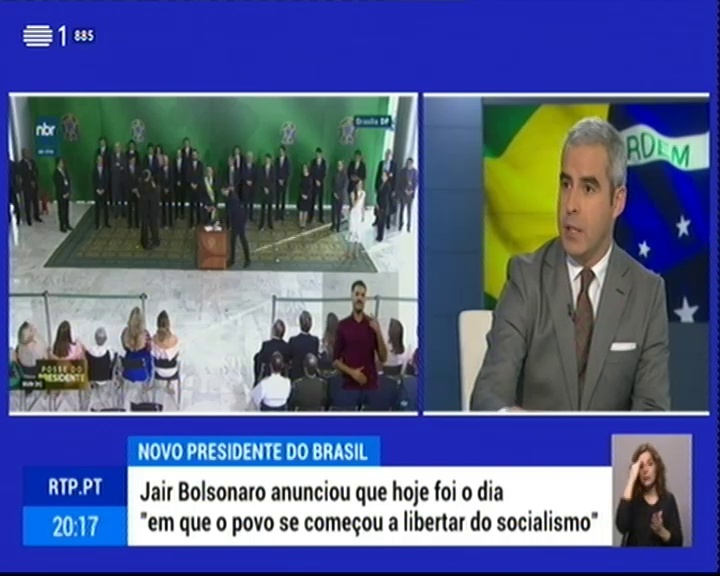 1 885
nbr
Brasília DF
RDEM
POSSE DO
PRESIDENTE
NOVO PRESIDENTE DO BRASIL
RTP.PT
Jair Bolsonaro anunciou que hoje foi o dia
20:17
"em que o povo se começou a libertar do socialismo"